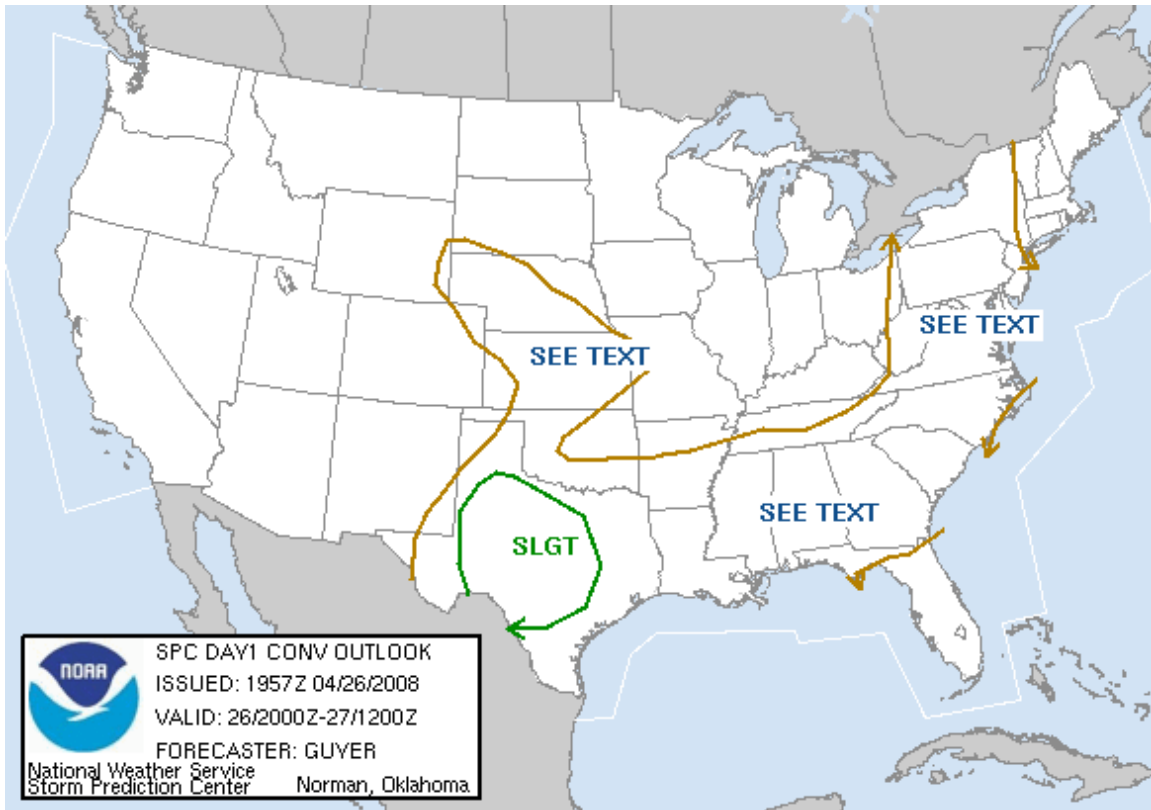 SEE TEXT
SEE TEXT
SEE TEXT
SLGT
NOAA
SPC DAY1 CONV OUTLOOK
ISSUED: 1957Z 04/26/2008
VALID: 26/2000Z-27/1200Z
FORECASTER: GUYER
National Weather Service
Storm Prediction Center Norman, Oklahoma